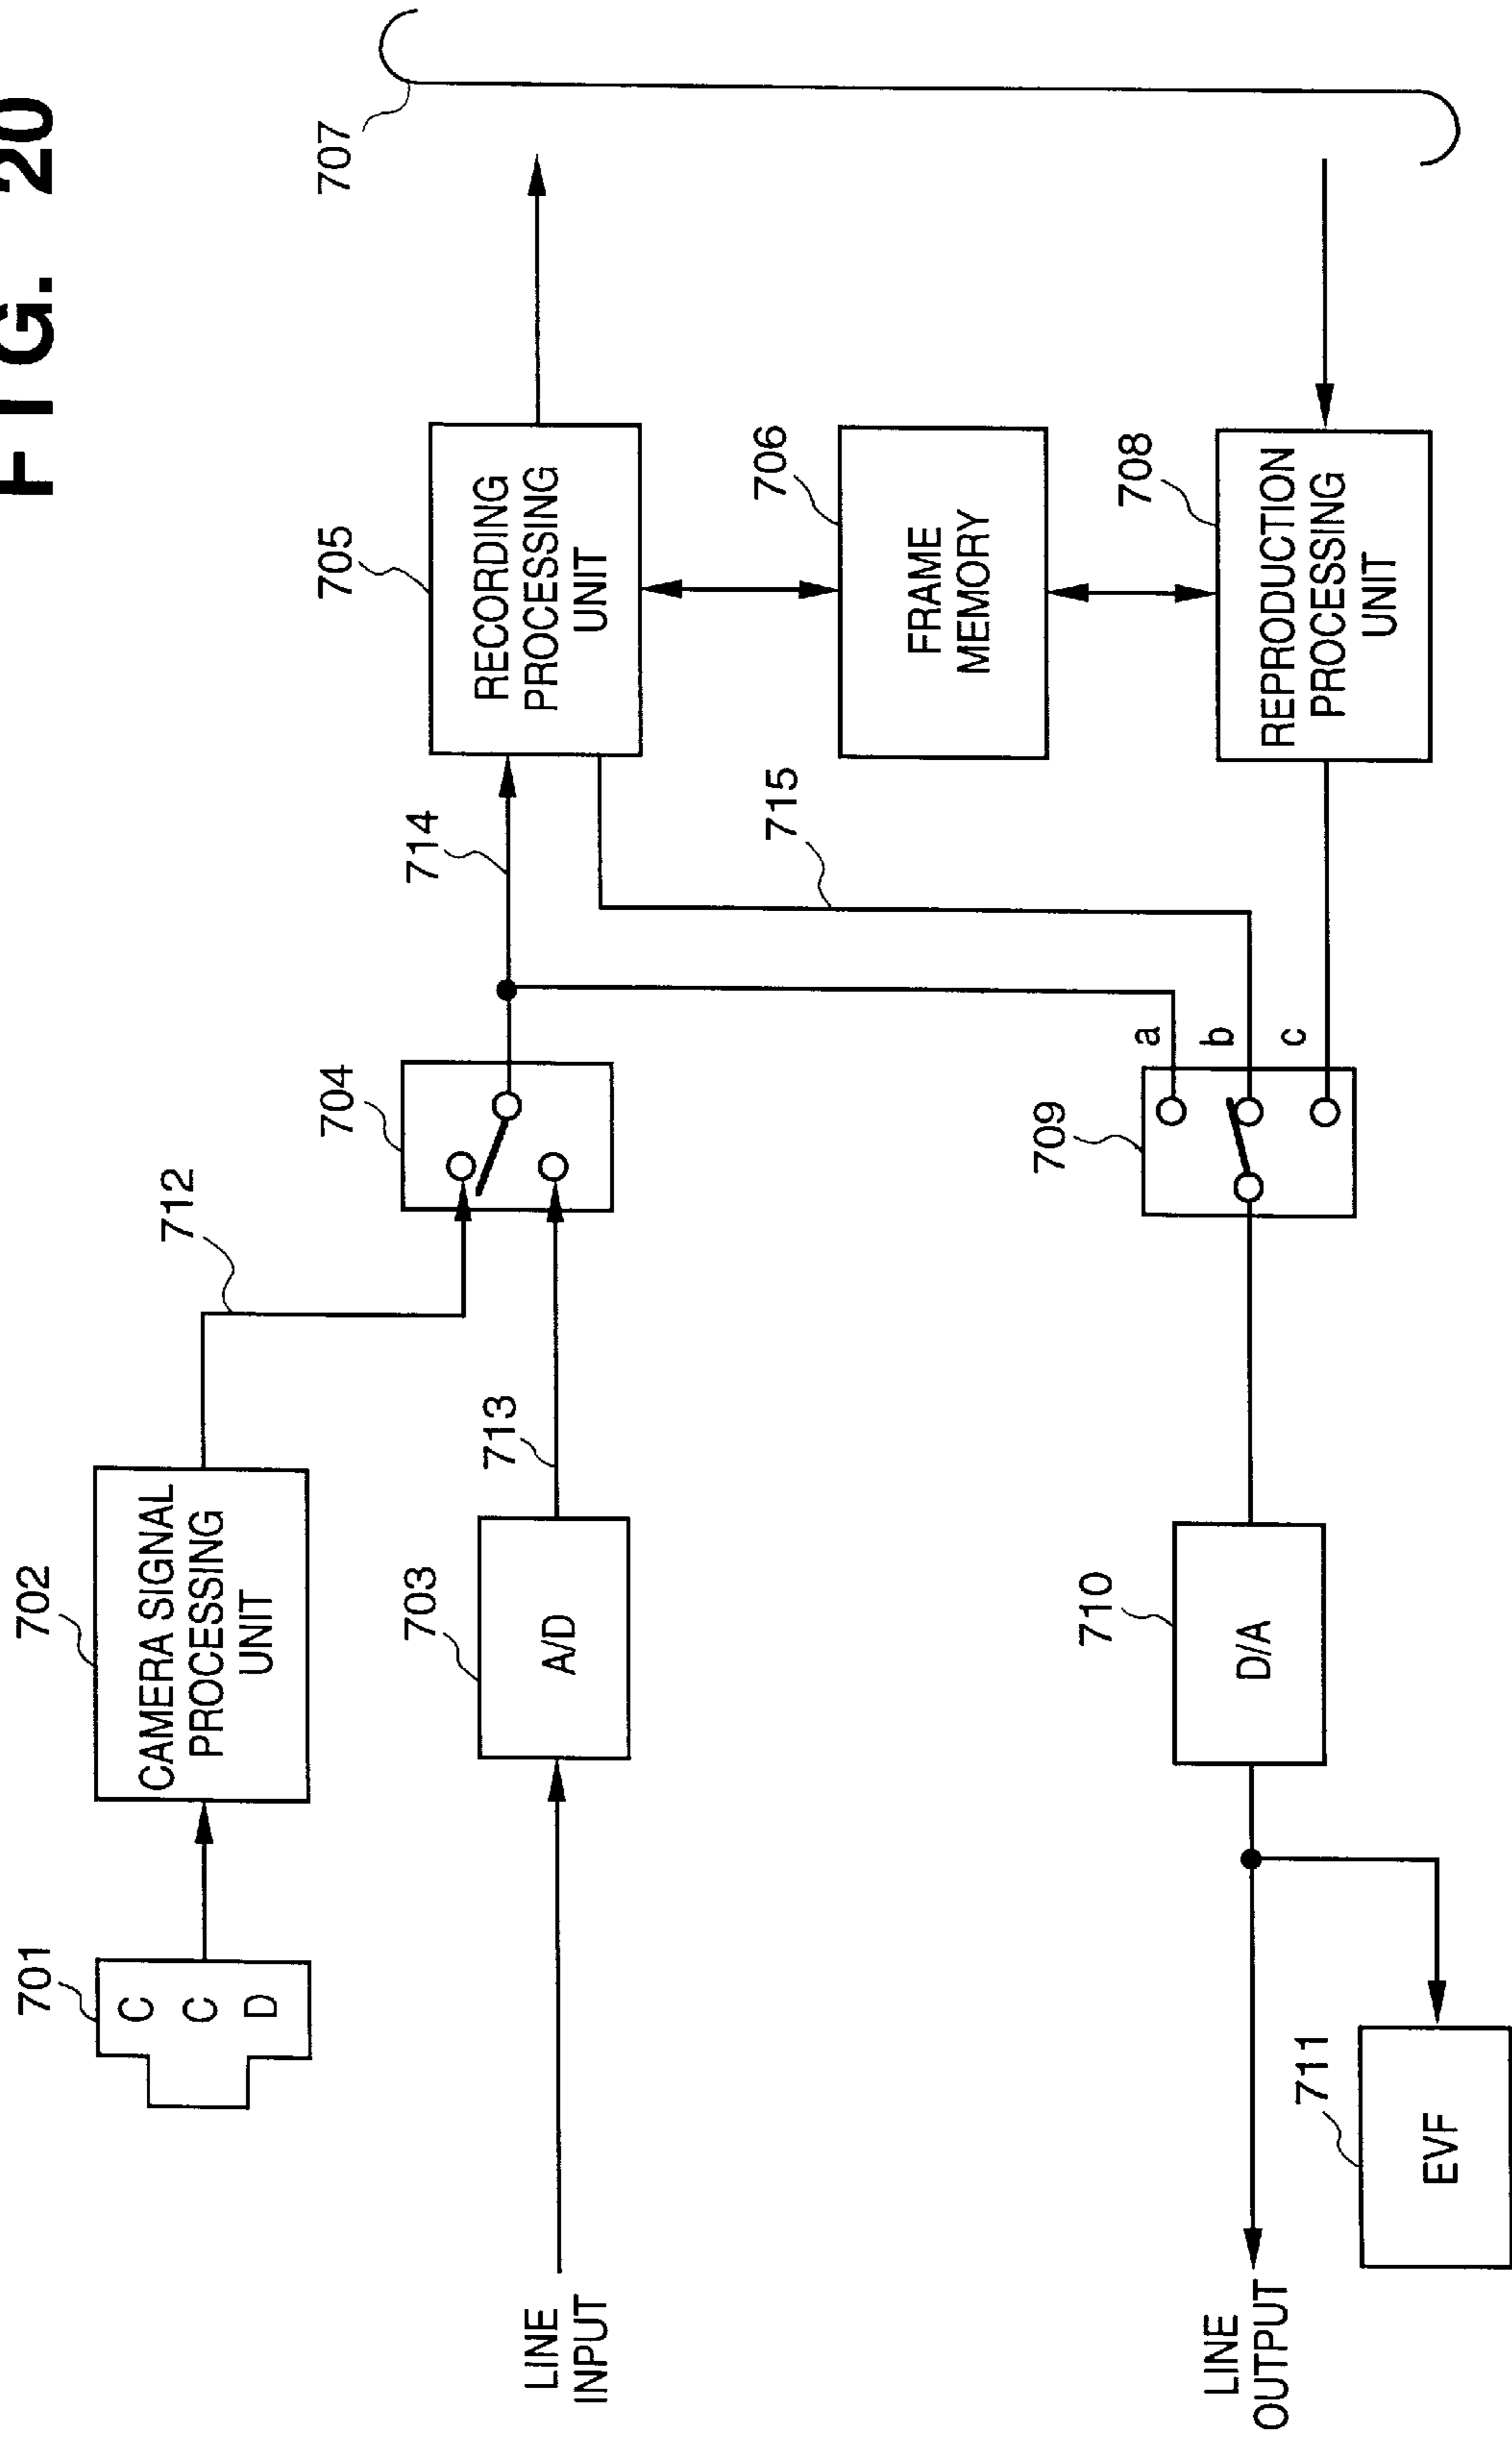 FIG. 20
701
C
C
D
702
CAMERA SIGNAL
PROCESSING
UNIT
712
LINE
INPUT
703
A/D
713
704
714
705
RECORDING
PROCESSING
UNIT
707
715
706
FRAME
MEMORY
708
REPRODUCTION
PROCESSING
UNIT
709
a
b
c
710
D/A
LINE
OUTPUT
711
EVF